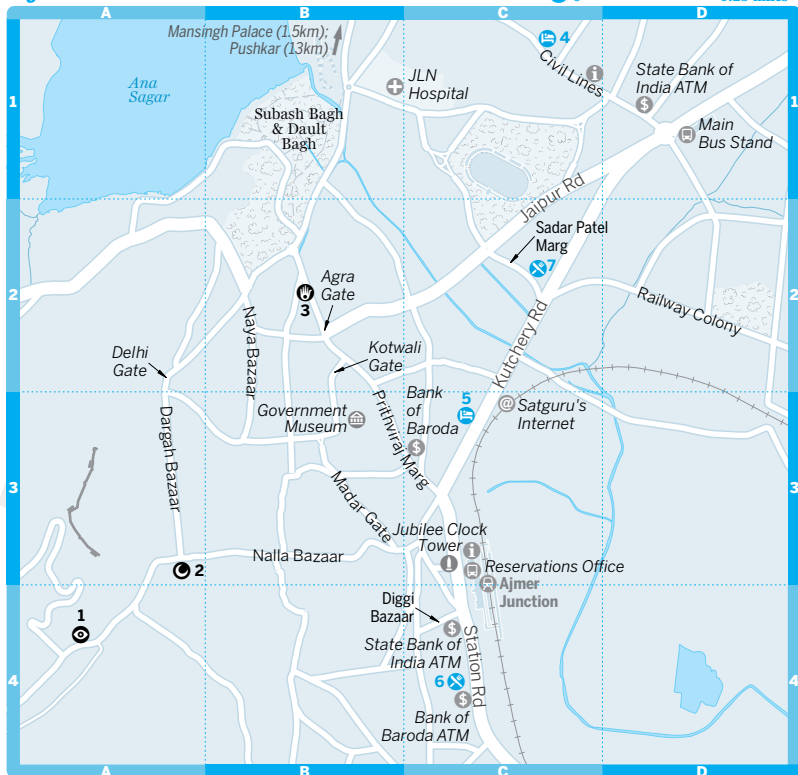 A
B
C
D
Mansingh Palace (1.5km);
Pushkar (13km)
4
Civil Lines
i
JLN
Hospital
State Bank of
India ATM
$
1
1
Ana
Sagar
Subash Bagh
& Dault
Bagh
Main
Bus Stand
Jaipur Rd
Sadar Patel
Marg
7
2
2
Agra
Gate
3
Naya Bazaar
Railway Colony
Kutchery Rd
Delhi
Gate
Kotwali
Gate
5
Bank
of
Baroda
$
@
Satguru's
Internet
Government
Museum
Prithviraj Marg
Dargah Bazaar
3
3
Madar Gate
Jubilee Clock
Tower
i
Nalla Bazaar
Reservations Office
2
Ajmer
Junction
Diggi
Bazaar
1
$
State Bank of
India ATM
Station Rd
4
4
6
$
Bank of
Baroda ATM
A
B
C
D